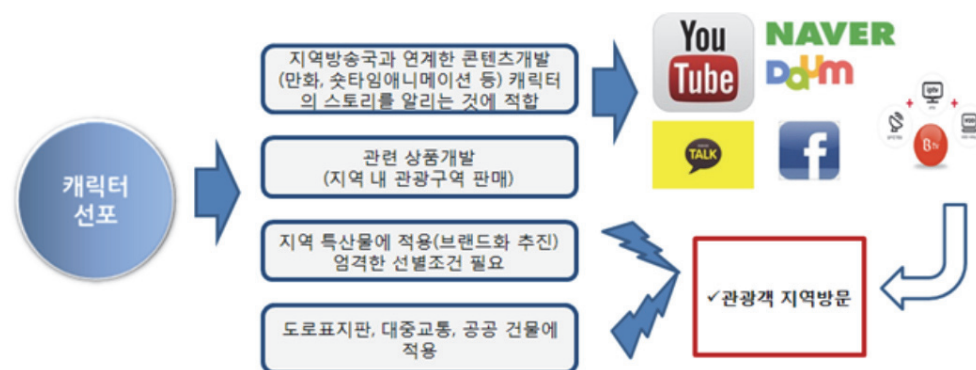 캐릭터
선포
지역방송국과 연계한 콘텐츠개발
(만화, 숏타임애니메이션 등) 캐릭터
의 스토리를 알리는 것에 적합
관련 상품개발
(지역 내 관광구역 판매)
지역 특산물에 적용(브랜드화 추진)
엄격한 선별조건 필요
도로표지판, 대중교통, 공공 건물에
적용
You
Tube
NAVER
Daum
TALK
f
✓관광객 지역방문